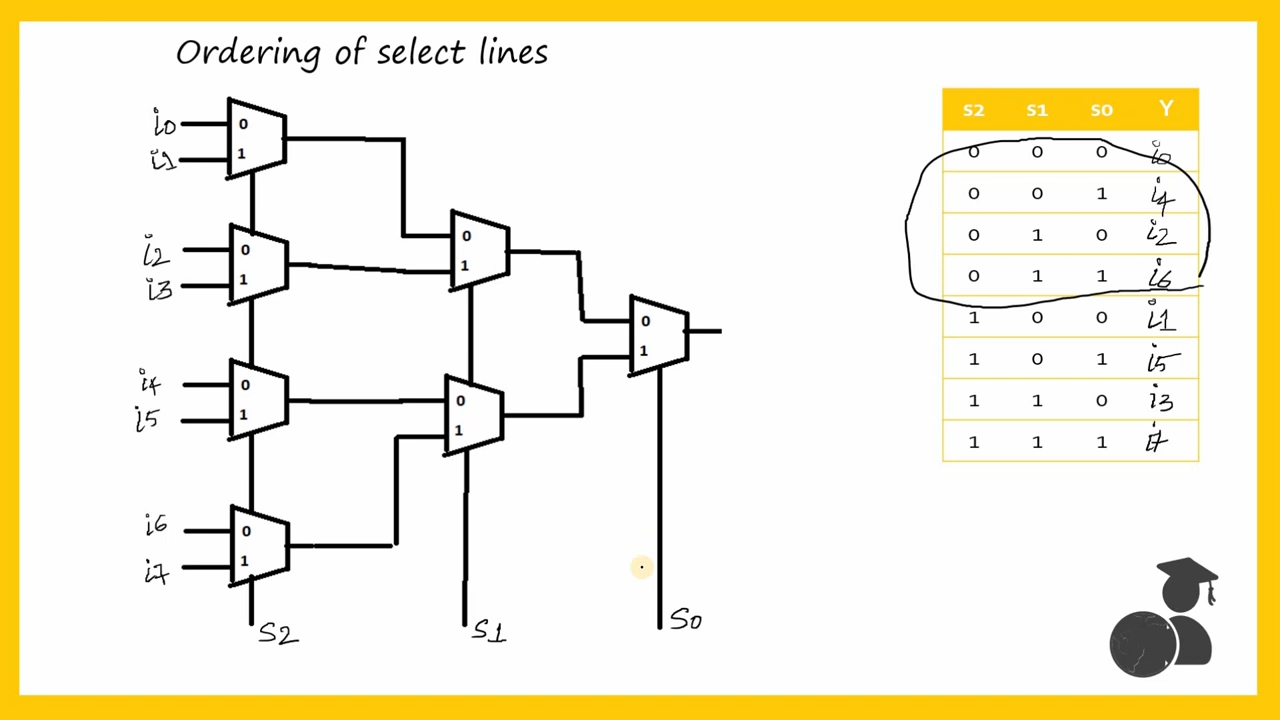 Ordering of select lines
i0 0
i1 1
i2 0
i3 1
0
1
i4 0
i5 1
0
1
0
1
i6 0
i7 1
S2 S1 S0
S2 S1 S0 Y
0 0 0 i0
0 0 1 i4
0 1 0 i2
0 1 1 i6
1 0 0 i1
1 0 1 i5
1 1 0 i3
1 1 1 i7